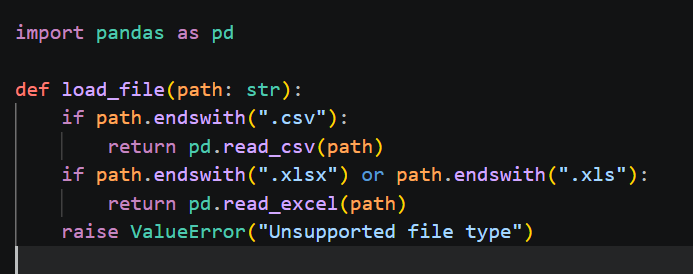 import pandas as pd
def load_file(path: str):
    if path.endswith(".csv"):
        return pd.read_csv(path)
    if path.endswith(".xlsx") or path.endswith(".xls"):
        return pd.read_excel(path)
    raise ValueError("Unsupported file type")